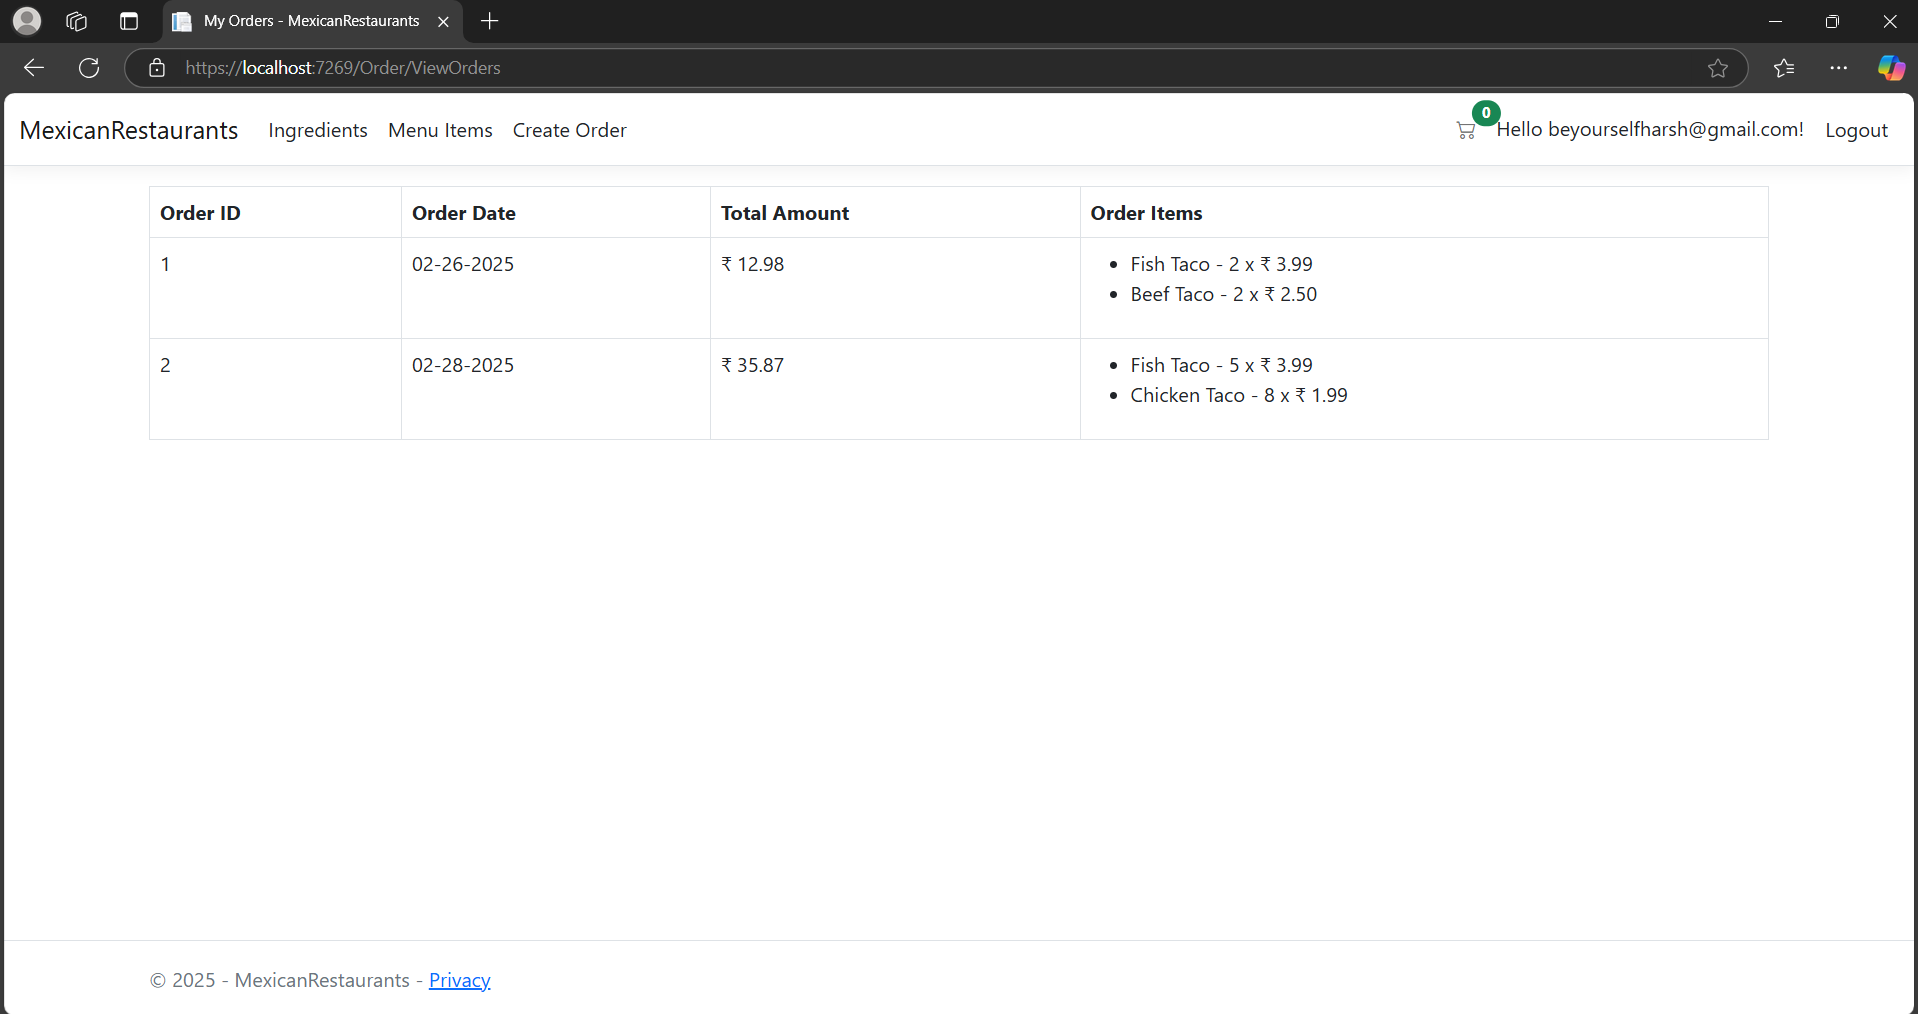 My Orders - MexicanRestaurants
https://localhost:7269/Order/ViewOrders
MexicanRestaurants Ingredients Menu Items Create Order 0 Hello beyourselfharsh@gmail.com! Logout
Order ID Order Date Total Amount Order Items
1 02-26-2025 ₹ 12.98 • Fish Taco - 2 x ₹ 3.99
• Beef Taco - 2 x ₹ 2.50
2 02-28-2025 ₹ 35.87 • Fish Taco - 5 x ₹ 3.99
• Chicken Taco - 8 x ₹ 1.99
© 2025 - MexicanRestaurants - Privacy